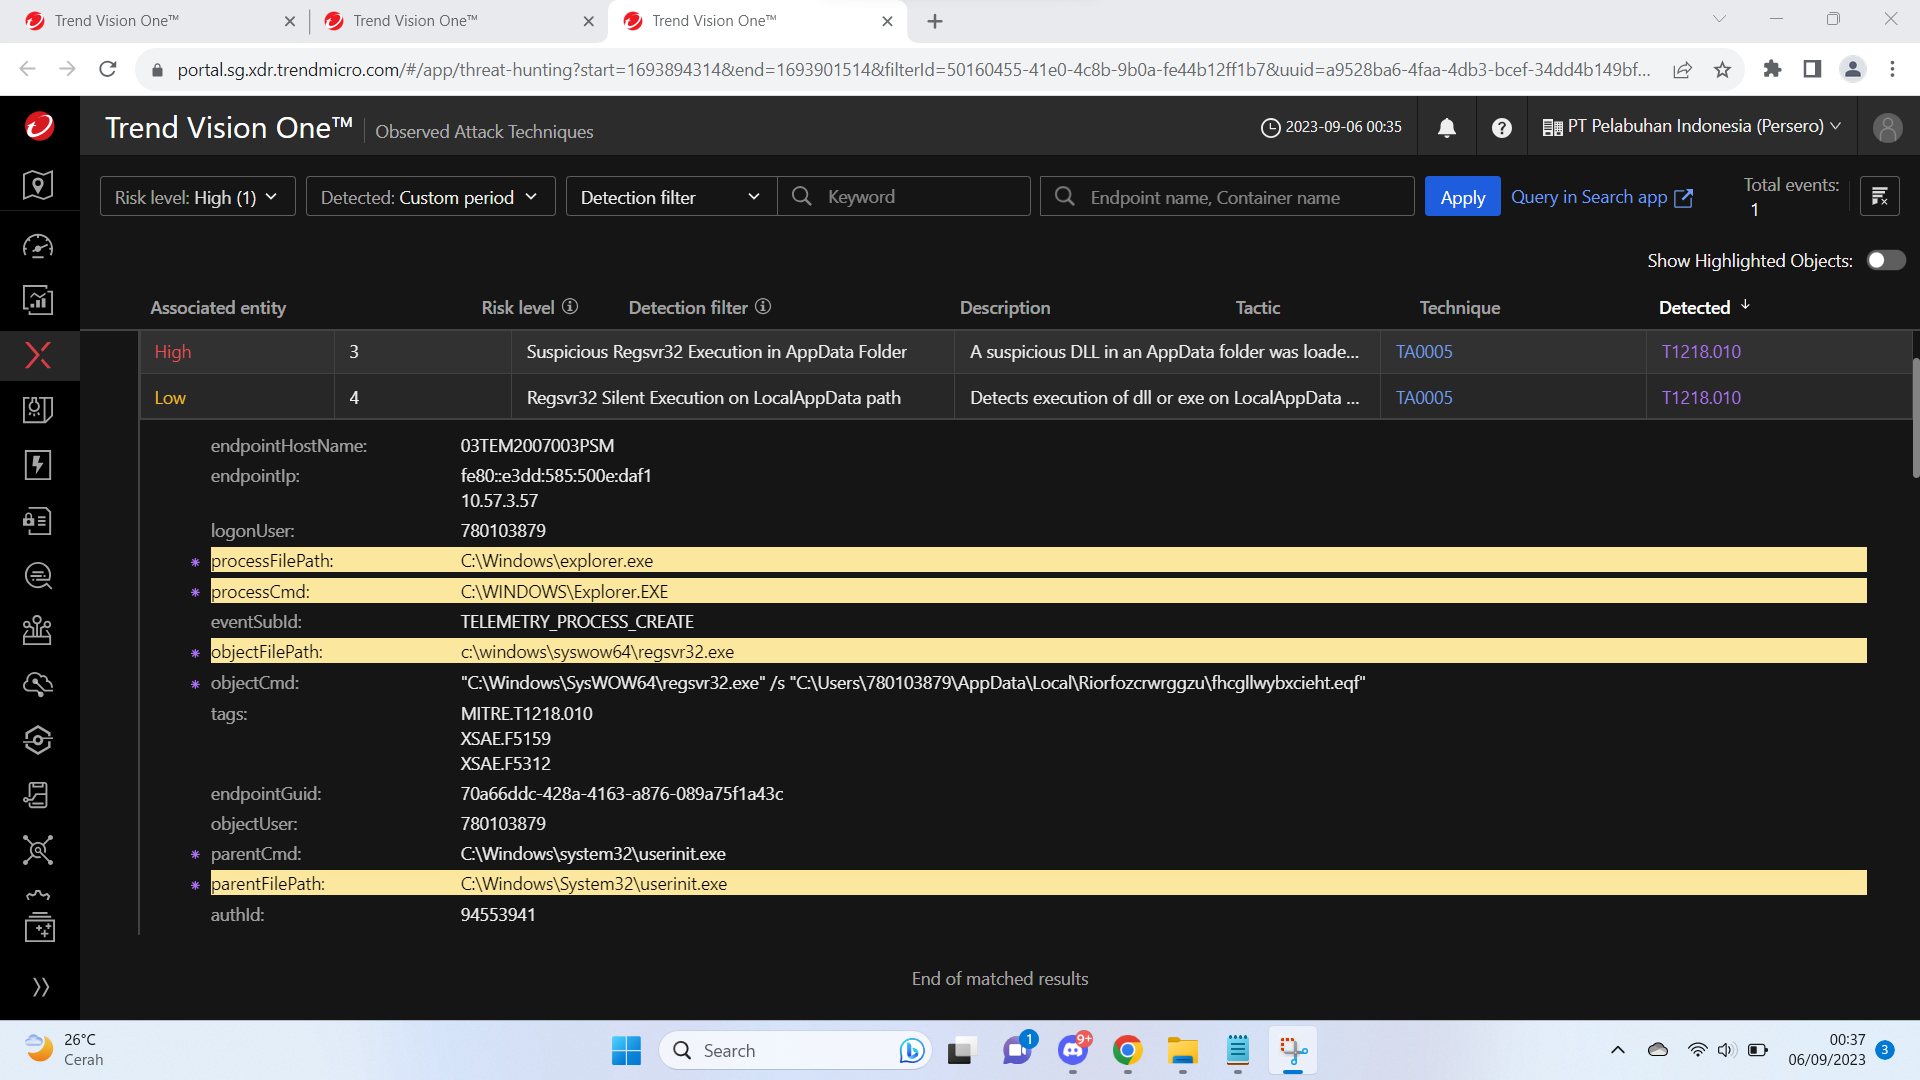 Trend Vision One™
Trend Vision One™
Trend Vision One™
portal.sg.xdr.trendmicro.com/#/app/threat-hunting?start=1693894314&end=1693901514&filterId=50160455-41e0-4c8b-9b0a-fe44b12ff1b7&uuid=a9528ba6-4faa-4db3-bcef-34dd4b149bf...
Trend Vision One™ Observed Attack Techniques
2023-09-06 00:35
PT Pelabuhan Indonesia (Persero)
Risk level: High (1)
Detected: Custom period
Detection filter
Keyword
Endpoint name, Container name
Apply
Query in Search app
Total events:
1
Show Highlighted Objects:
Associated entity Risk level Detection filter Description Tactic Technique Detected
High 3 Suspicious Regsvr32 Execution in AppData Folder A suspicious DLL in an AppData folder was loade... TA0005 T1218.010
Low 4 Regsvr32 Silent Execution on LocalAppData path Detects execution of dll or exe on LocalAppData ... TA0005 T1218.010
endpointHostName: 03TEM2007003PSM
endpointIp: fe80::e3dd:585:500e:daf1
10.57.3.57
logonUser: 780103879
processFilePath: C:\Windows\explorer.exe
processCmd: C:\WINDOWS\Explorer.EXE
eventSubId: TELEMETRY_PROCESS_CREATE
objectFilePath: c:\windows\syswow64\regsvr32.exe
objectCmd: "C:\Windows\SysWOW64\regsvr32.exe" /s "C:\Users\780103879\AppData\Local\Riorfozcrwrggzu\fhcgllwybxcieht.eqf"
tags: MITRE.T1218.010
XSAE.F5159
XSAE.F5312
endpointGuid: 70a66ddc-428a-4163-a876-089a75f1a43c
objectUser: 780103879
parentCmd: C:\Windows\system32\userinit.exe
parentFilePath: C:\Windows\System32\userinit.exe
authId: 94553941
End of matched results
26°C
Cerah
Search
1
9+
00:37
06/09/2023
3